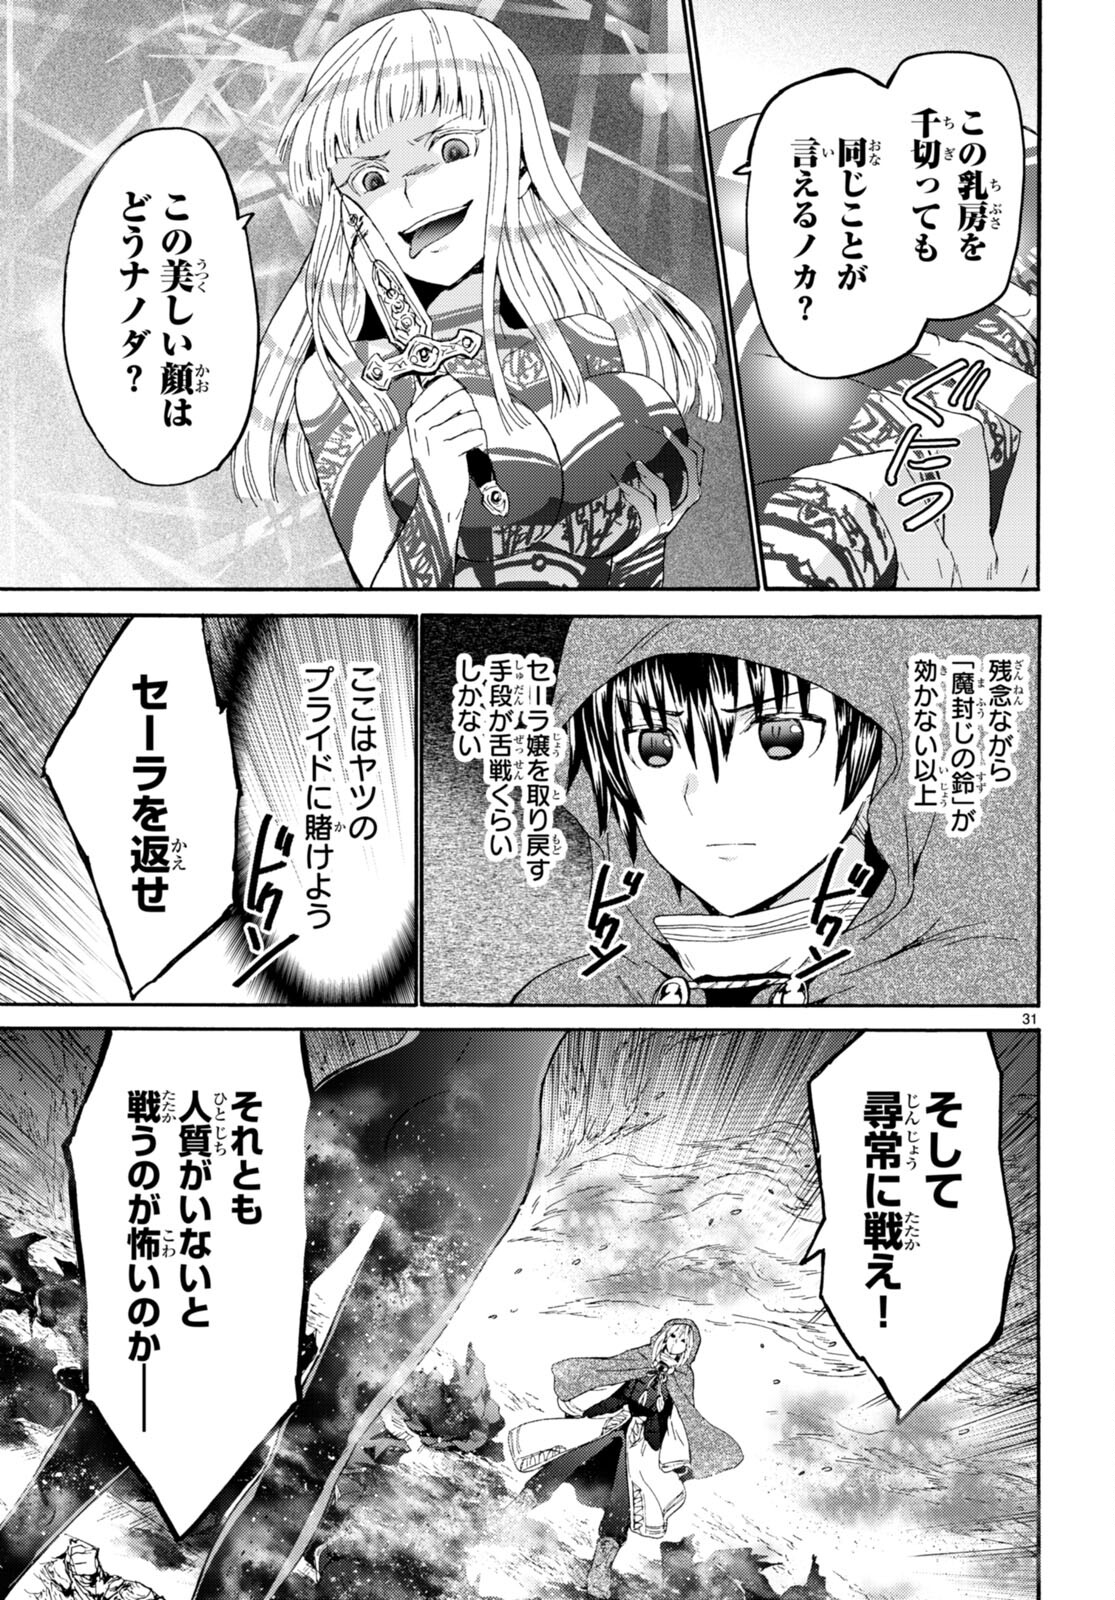 この乳房を
千切っても
同じことが
言えるノカ？
ぐにたっ
この美しい顔は
どうナノダ？
残念ながら
「魔封じの鈴」が
効かない以上
セーラ嬢を取り戻す
手段が舌戦くらい
しかない
ドクン
ドクン
ここはヤツの
プライドに賭けよう
ドクン
セーラを返せ
31
そして
尋常に戦え！
それとも
人質がいないと
戦うのが怖いのか――